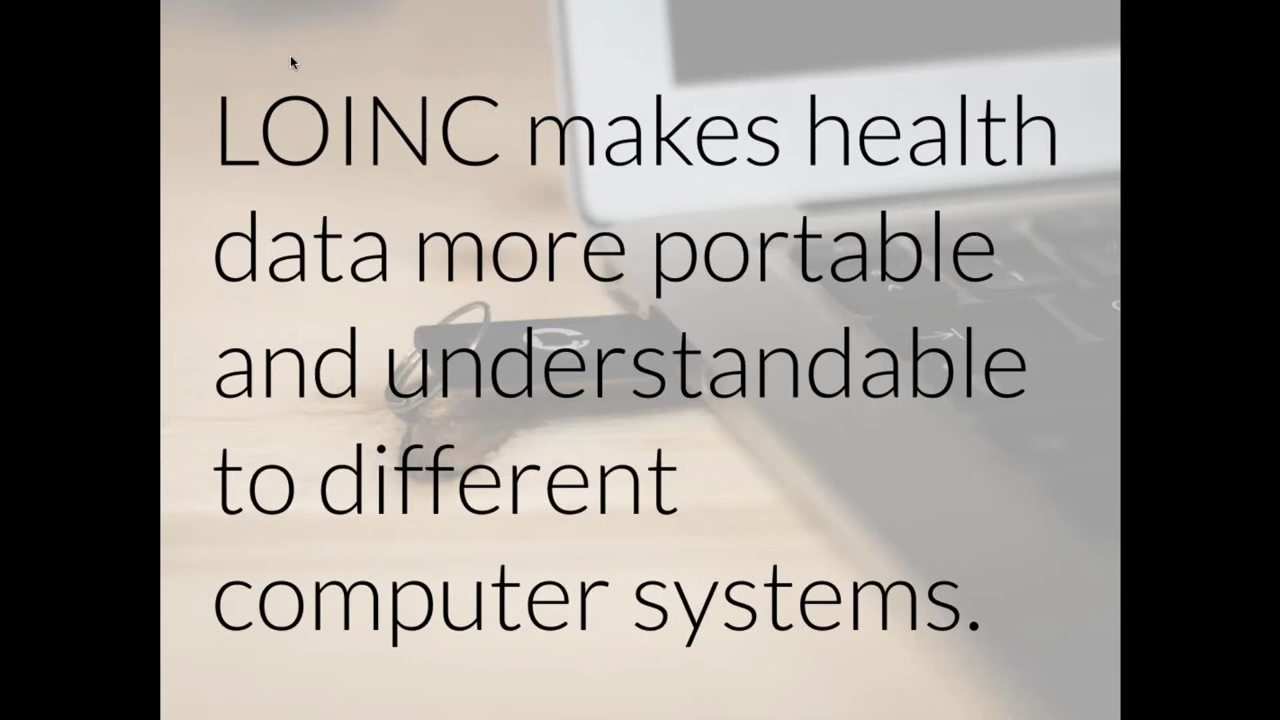 LOINC makes health
data more portable
and understandable
to different
computer systems.